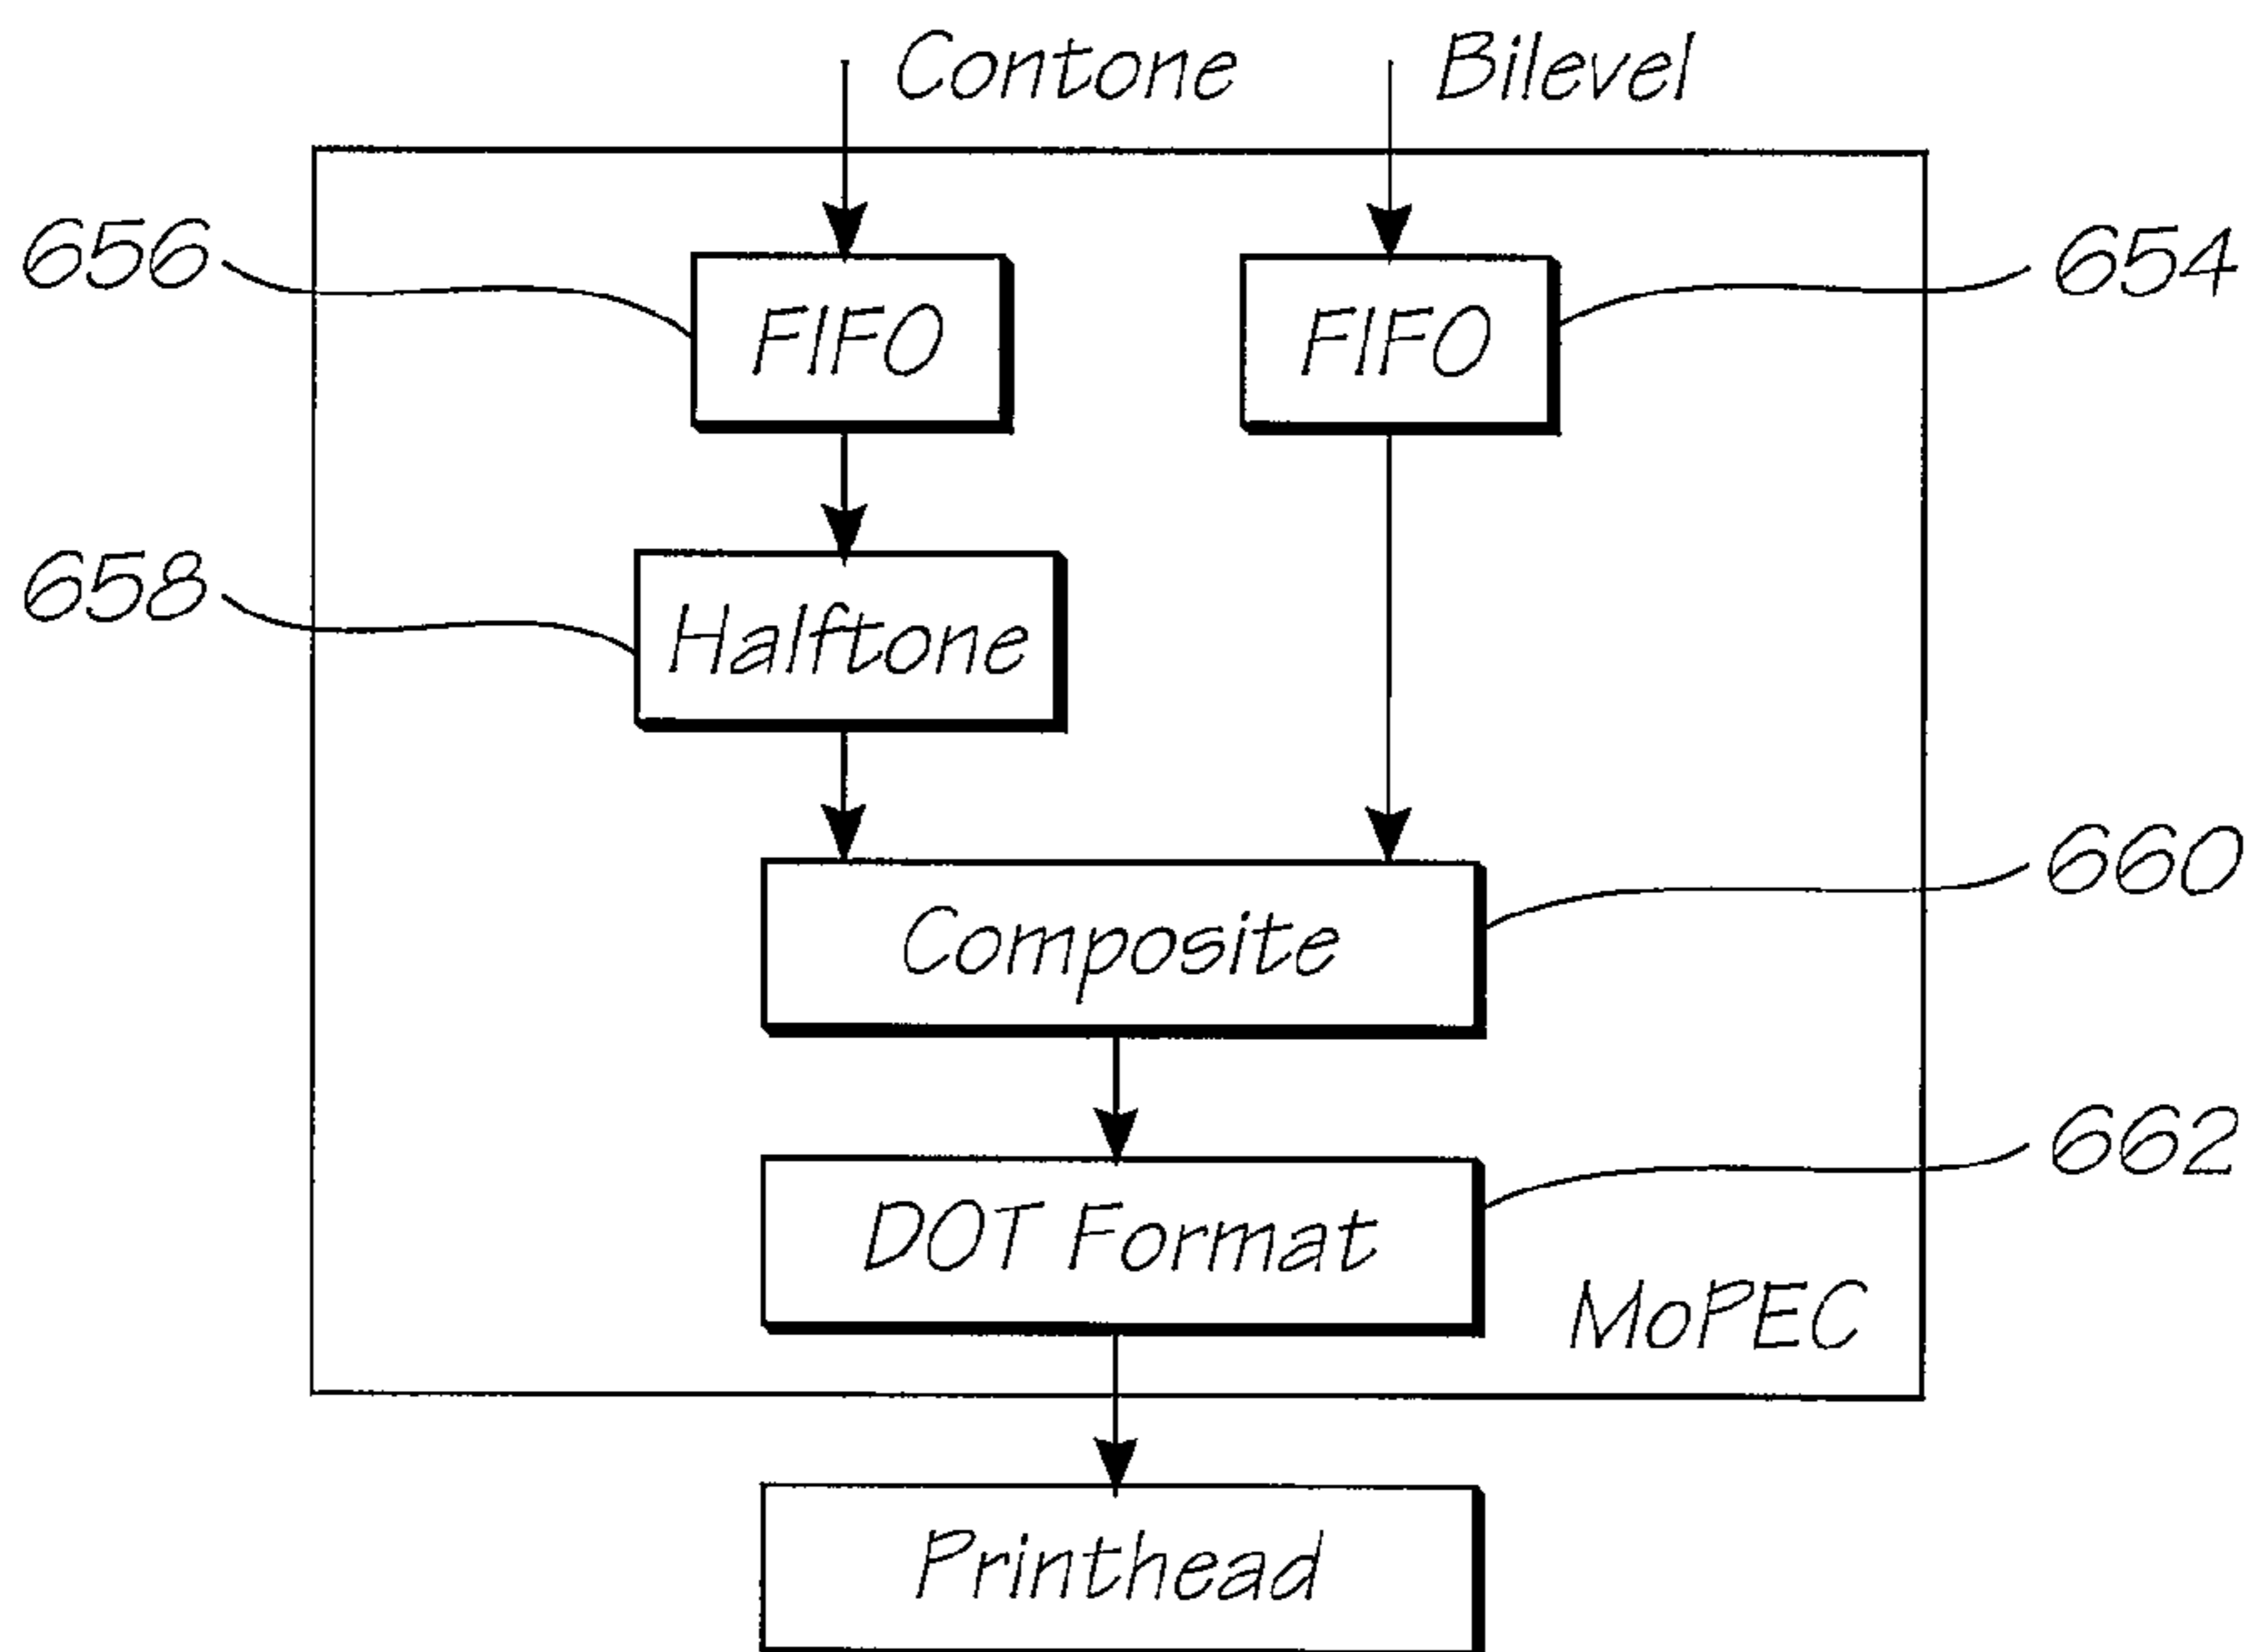 Contone
Bilevel
656
FIFO
FIFO
654
658
Halftone
660
Composite
662
DOT Format
MoPEC
Printhead